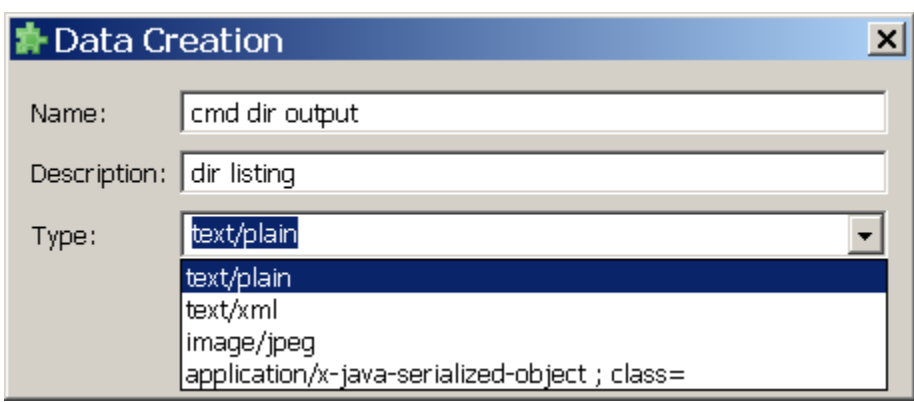 Data Creation
Name: cmd dir output
Description: dir listing
Type: text/plain
text/plain
text/xml
image/jpeg
application/x-java-serialized-object ; class=